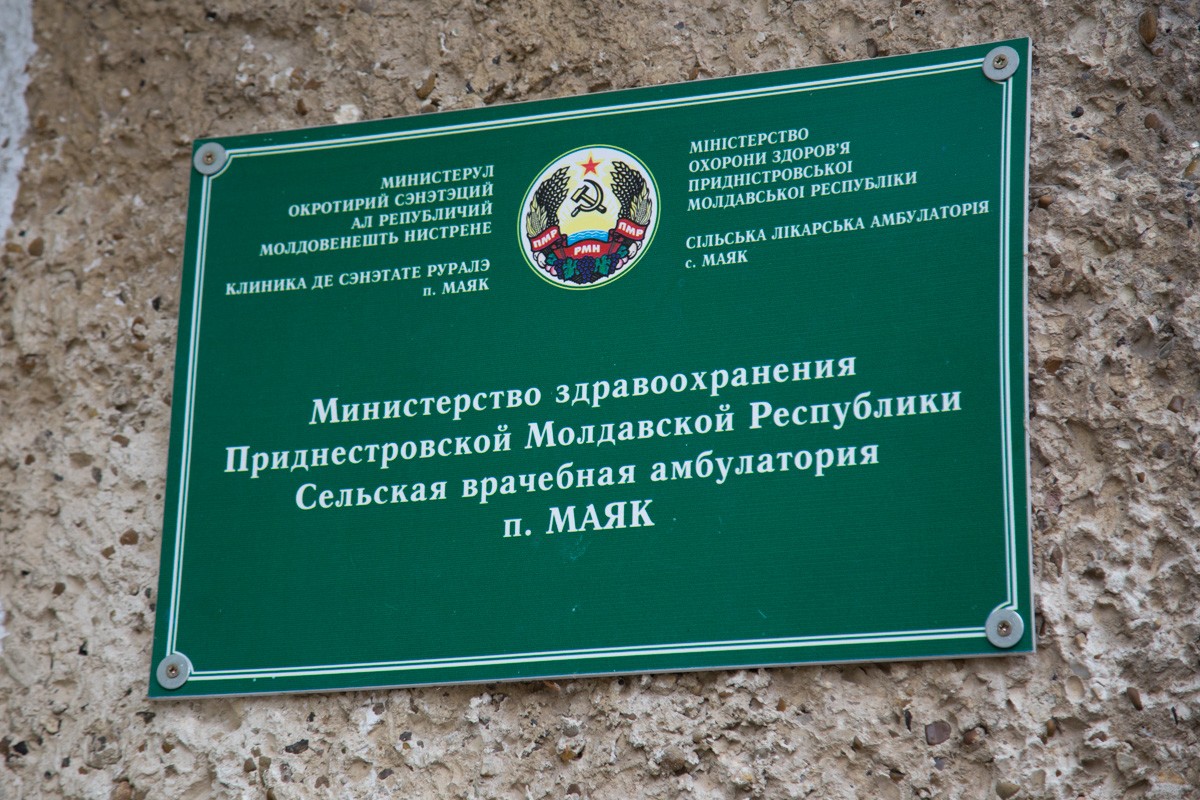 МИНИСТЕРУЛ
ОКРОТИРИЙ СЭНЭТЭЦИЙ
АЛ РЕПУБЛИЧИЙ
МОЛДОВЕНЕШТЬ НИСТРЕНЕ
КЛИНИКА ДЕ СЭНЭТАТЕ РУРАЛЭ
п. МАЯК
ПМР
РМН
ПМР
МІНІСТЕРСТВО
ОХОРОНИ ЗДОРОВ'Я
ПРИДНІСТРОВСЬКОЇ
МОЛДАВСЬКОЇ РЕСПУБЛІКИ
СІЛЬСЬКА ЛІКАРСЬКА АМБУЛАТОРІЯ
с. МАЯК
Министерство здравоохранения
Приднестровской Молдавской Республики
Сельская врачебная амбулатория
п. МАЯК